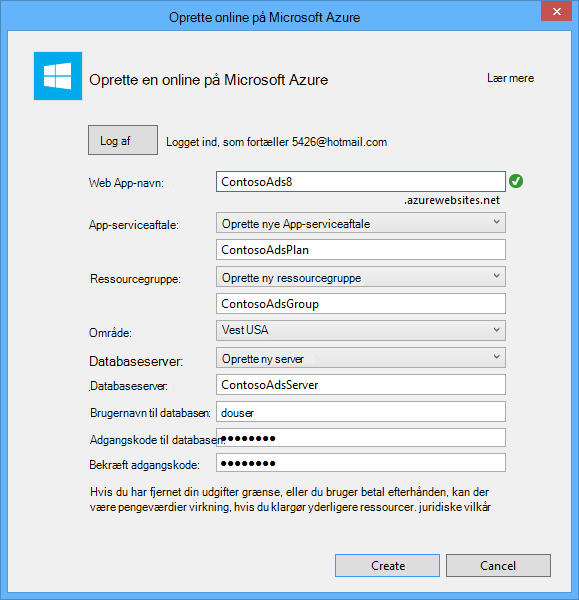 Oprette online på Microsoft Azure
Oprette en online på Microsoft Azure
Lær mere
Log af
Logget ind, som fortæller 5426@hotmail.com
Web App-navn:
ContosoAds8
.azurewebsites.net
App-serviceaftale:
Oprette nye App-serviceaftale
ContosoAdsPlan
Ressourcegruppe:
Oprette ny ressourcegruppe
ContosoAdsGroup
Område:
Vest USA
Databaseserver:
Oprette ny server
Databaseserver:
ContosoAdsServer
Brugernavn til databasen:
douser
Adgangskode til databasen:
●●●●●●●●
Bekræft adgangskode:
●●●●●●●●
Hvis du har fjernet din udgifter grænse, eller du bruger betal efterhånden, kan der
være pengeværdier virkning, hvis du klargør yderligere ressourcer. juridiske vilkår
Create
Cancel